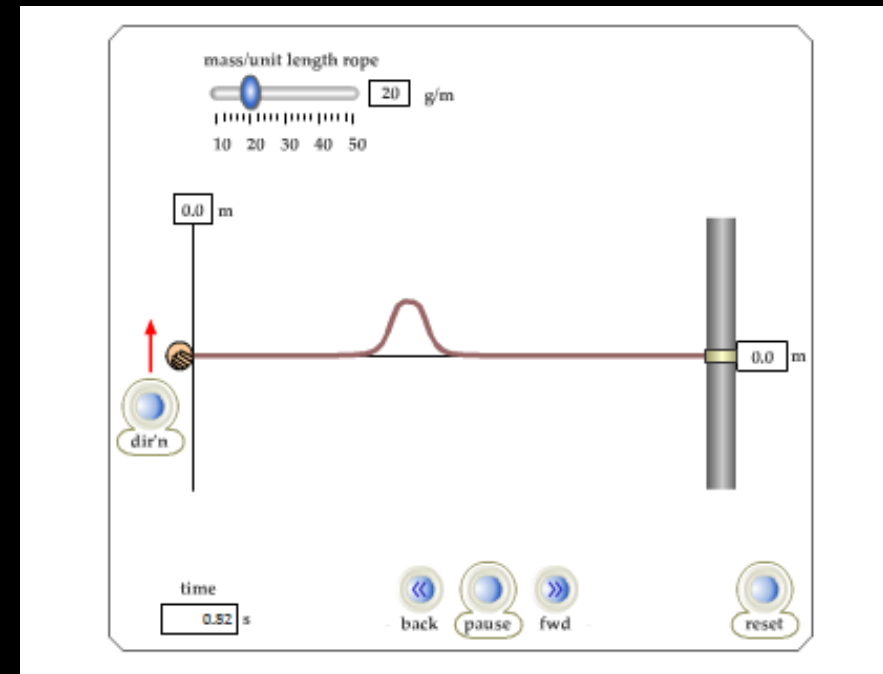 mass/unit length rope
20 g/m
10 20 30 40 50
0.0 m
0.0 m
dir'n
time
0.52 s
back pause fwd
reset